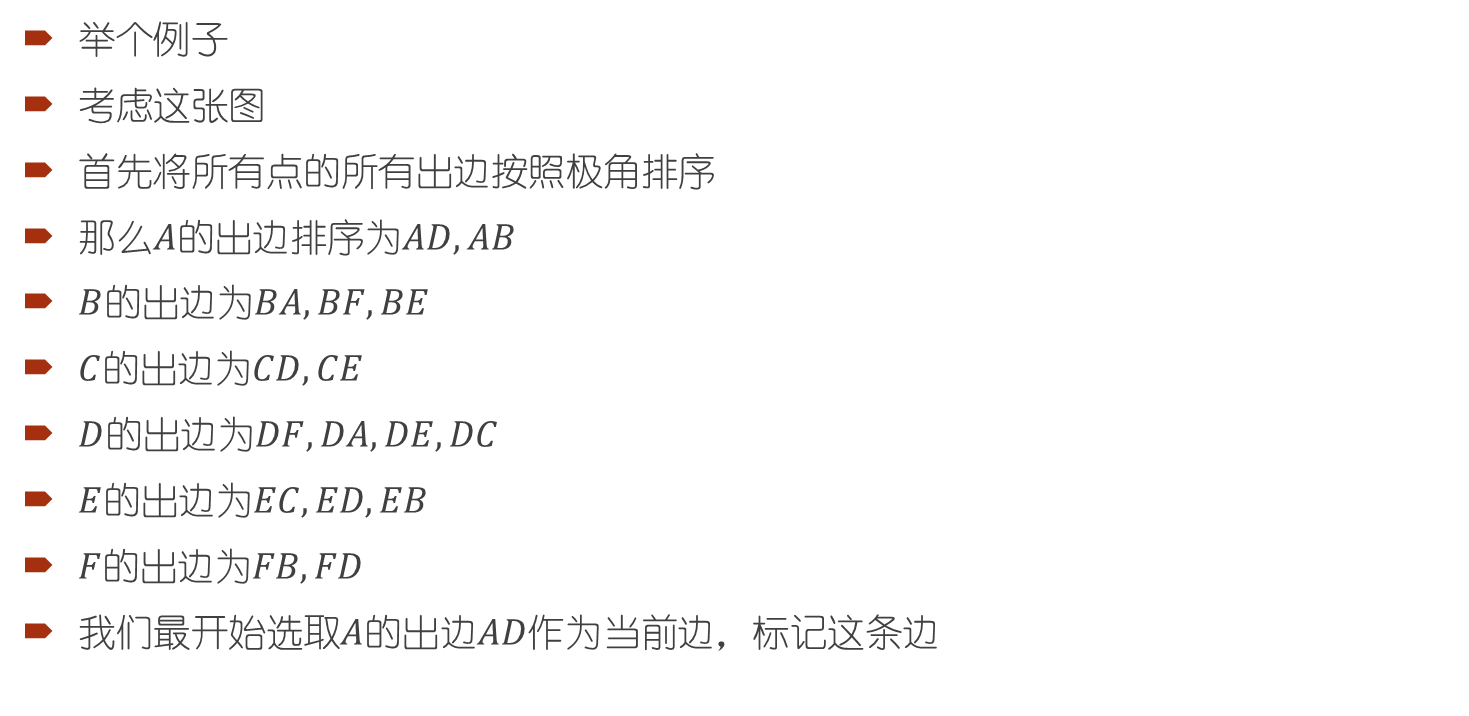 举个例子
考虑这张图
首先将所有点的所有出边按照极角排序
那么A的出边排序为AD, AB
B的出边为BA, BF, BE
C的出边为CD, CE
D的出边为DF, DA, DE, DC
E的出边为EC, ED, EB
F的出边为FB, FD
我们最开始选取A的出边AD作为当前边，标记这条边